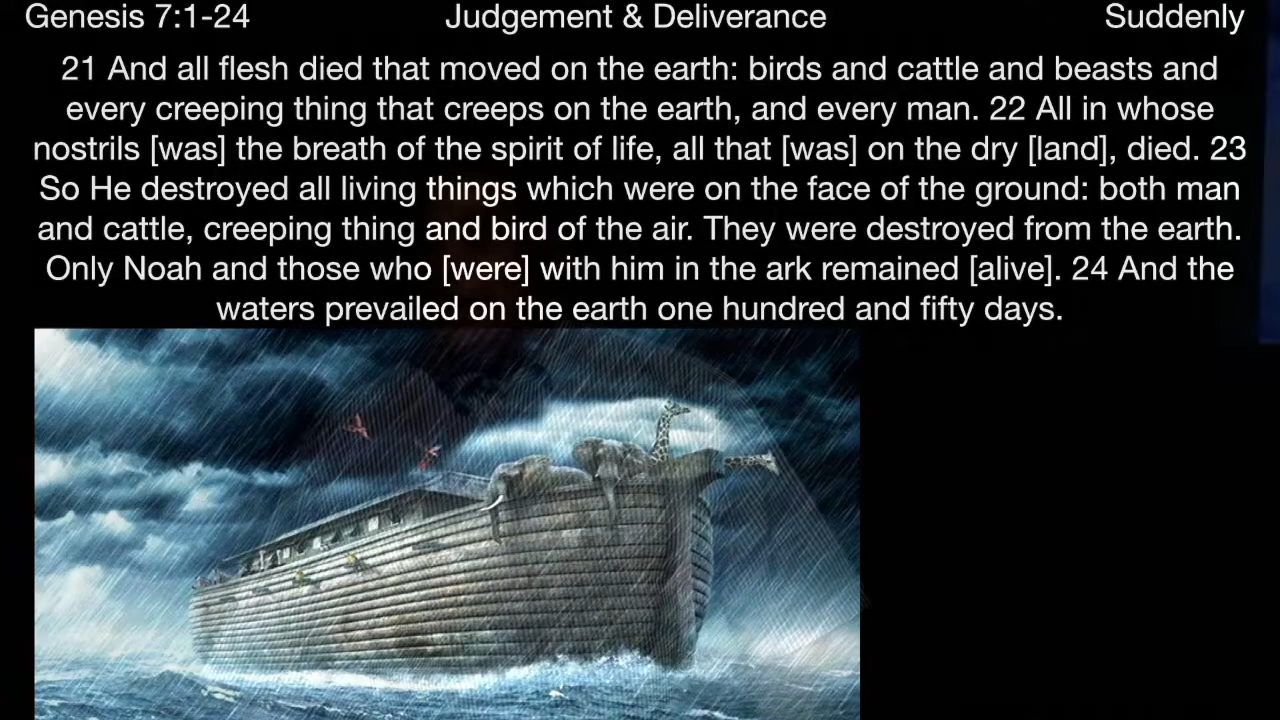 Genesis 7:1-24 Judgement & Deliverance Suddenly
21 And all flesh died that moved on the earth: birds and cattle and beasts and
every creeping thing that creeps on the earth, and every man. 22 All in whose
nostrils [was] the breath of the spirit of life, all that [was] on the dry [land], died. 23
So He destroyed all living things which were on the face of the ground: both man
and cattle, creeping thing and bird of the air. They were destroyed from the earth.
Only Noah and those who [were] with him in the ark remained [alive]. 24 And the
waters prevailed on the earth one hundred and fifty days.